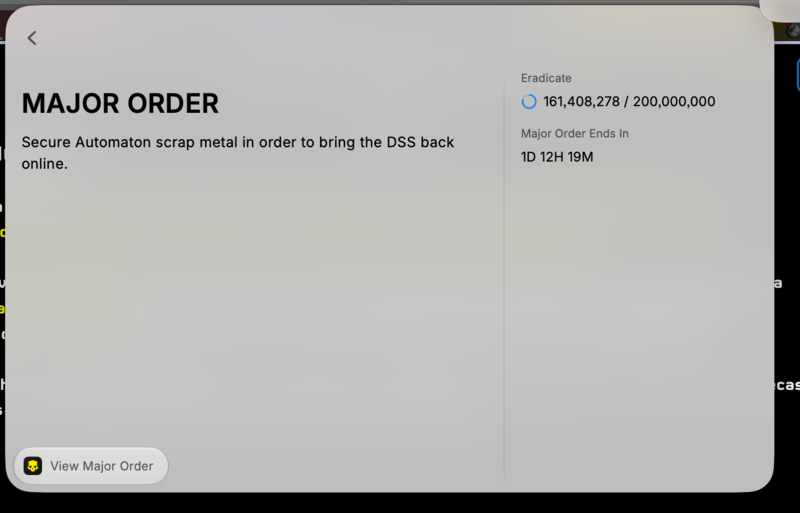 MAJOR ORDER
Secure Automaton scrap metal in order to bring the DSS back
online.
Eradicate
161,408,278 / 200,000,000
Major Order Ends In
1D 12H 19M
View Major Order